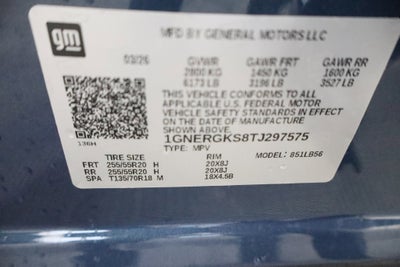 gm
MFD BY GENERAL MOTORS LLC
03/26
GVWR GAWR FRT GAWR RR
2800 KG 1450 KG 1600 KG
6173 LB 3196 LB 3527 LB
THIS VEHICLE CONFORMS TO ALL
APPLICABLE U.S. FEDERAL MOTOR
VEHICLE SAFETY STANDARDS IN EFFECT
ON THE DATE OF MANUFACTURE SHOWN ABOVE.
1GNERGKS8TJ297575
136H TYPE: MPV MODEL: 851LB56
TIRE SIZE RIM
FRT 255/55R20 H 20X8J
RR 255/55R20 H 20X8J
SPA T135/70R18 M 18X4.5B